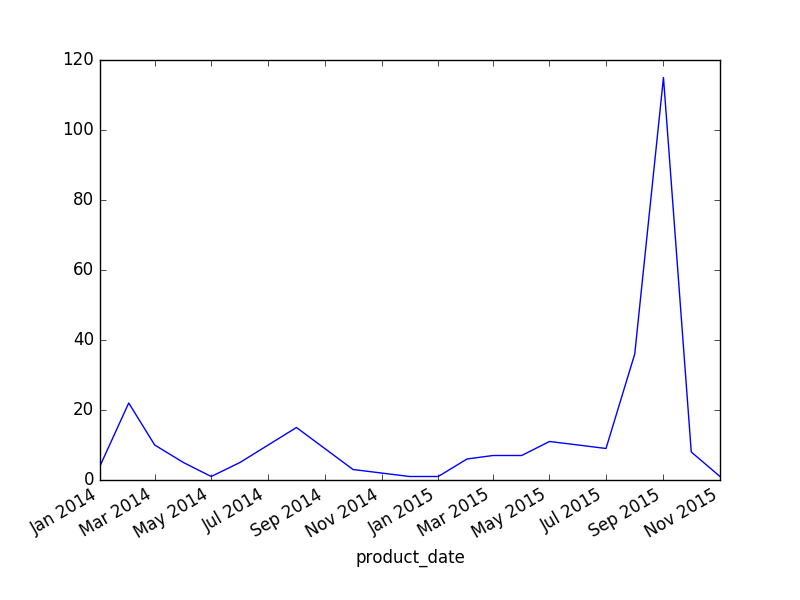 120
100
80
60
40
20
0
Jan 2014
Mar 2014
May 2014
Jul 2014
Sep 2014
Nov 2014
Jan 2015
Mar 2015
May 2015
Jul 2015
Sep 2015
Nov 2015
product_date